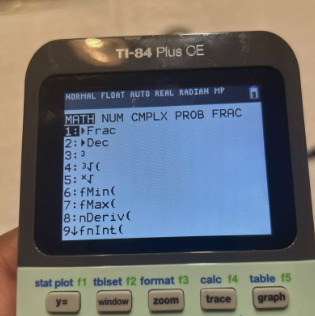 TI-84 Plus CE
NORMAL FLOAT AUTO REAL RADIAN MP
MATH NUM CMPLX PROB FRAC
1:▶Frac
2:▶Dec
3:³
4:³√(
5:ˣ√
6:fMin(
7:fMax(
8:nDeriv(
9↓fnInt(
stat plot f1 tblset f2 format f3 calc f4 table f5
y= window zoom trace graph